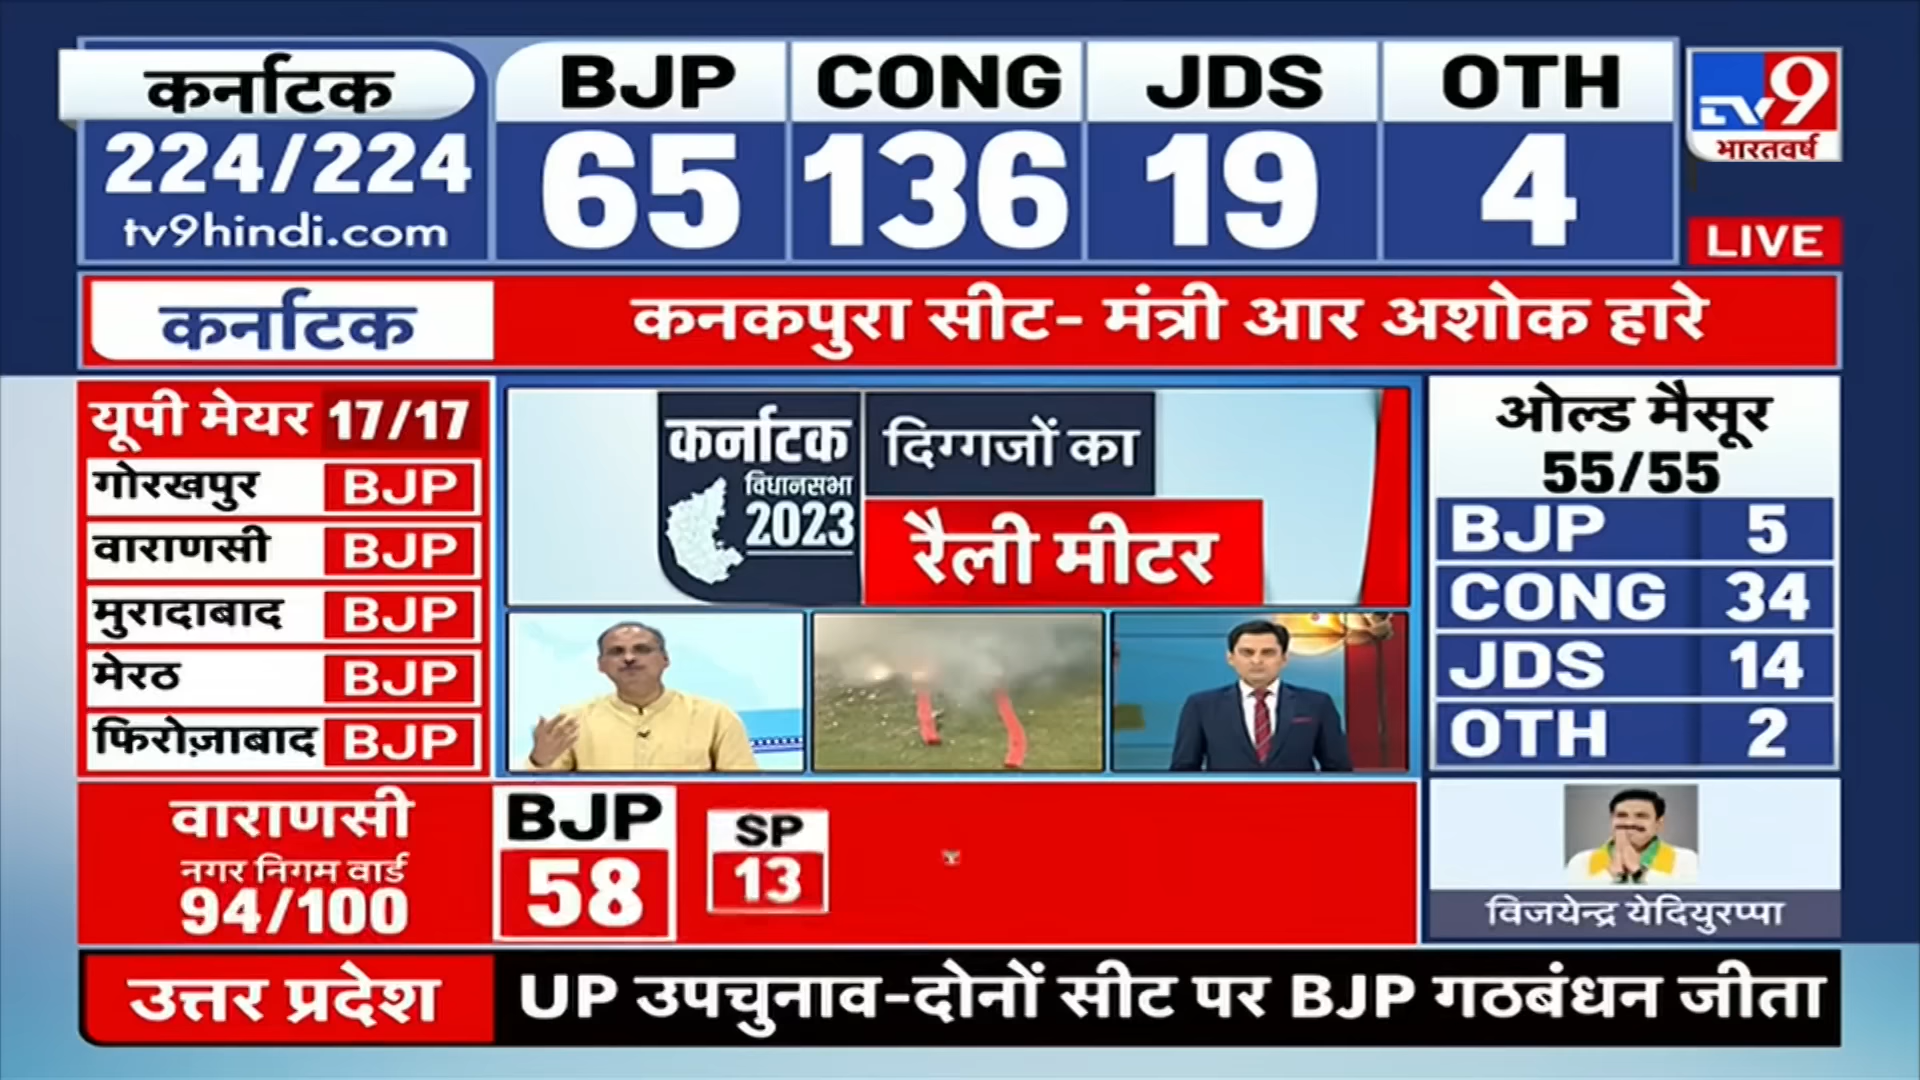 कर्नाटक
224/224
tv9hindi.com
BJP CONG JDS OTH
65 136 19 4
TV9
भारतवर्ष
LIVE
कर्नाटक
कनकपुरा सीट- मंत्री आर अशोक हारे
यूपी मेयर 17/17
गोरखपुर BJP
वाराणसी BJP
मुरादाबाद BJP
मेरठ BJP
फिरोज़ाबाद BJP
कर्नाटक
विधानसभा
2023
दिग्गजों का
रैली मीटर
ओल्ड मैसूर
55/55
BJP 5
CONG 34
JDS 14
OTH 2
वाराणसी
नगर निगम वार्ड
94/100
BJP
58
SP
13
विजयेन्द्र येदियुरप्पा
उत्तर प्रदेश
UP उपचुनाव-दोनों सीट पर BJP गठबंधन जीता